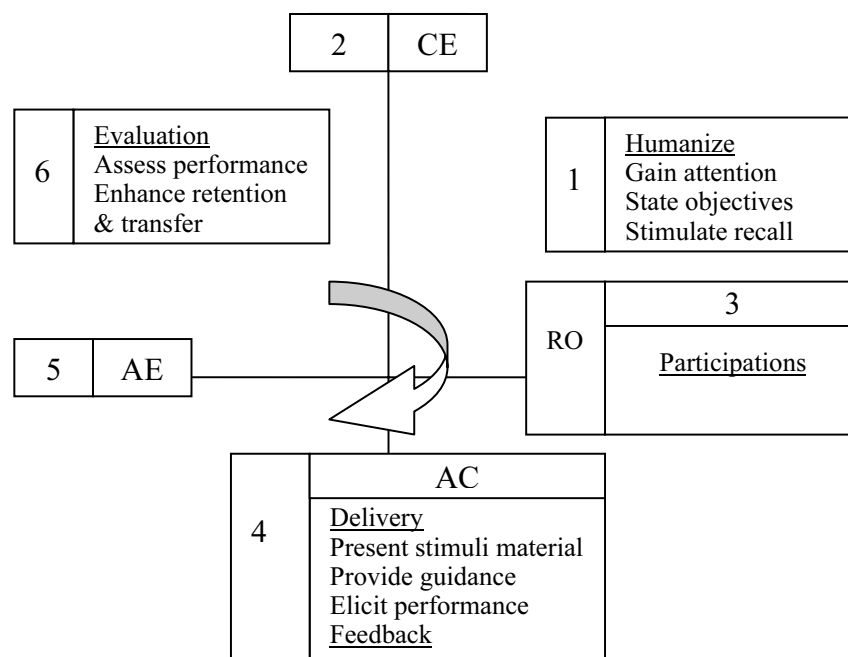 2 CE
6
Evaluation
Assess performance
Enhance retention
& transfer
1
Humanize
Gain attention
State objectives
Stimulate recall
RO
3
Participations
5 AE
4
AC
Delivery
Present stimuli material
Provide guidance
Elicit performance
Feedback